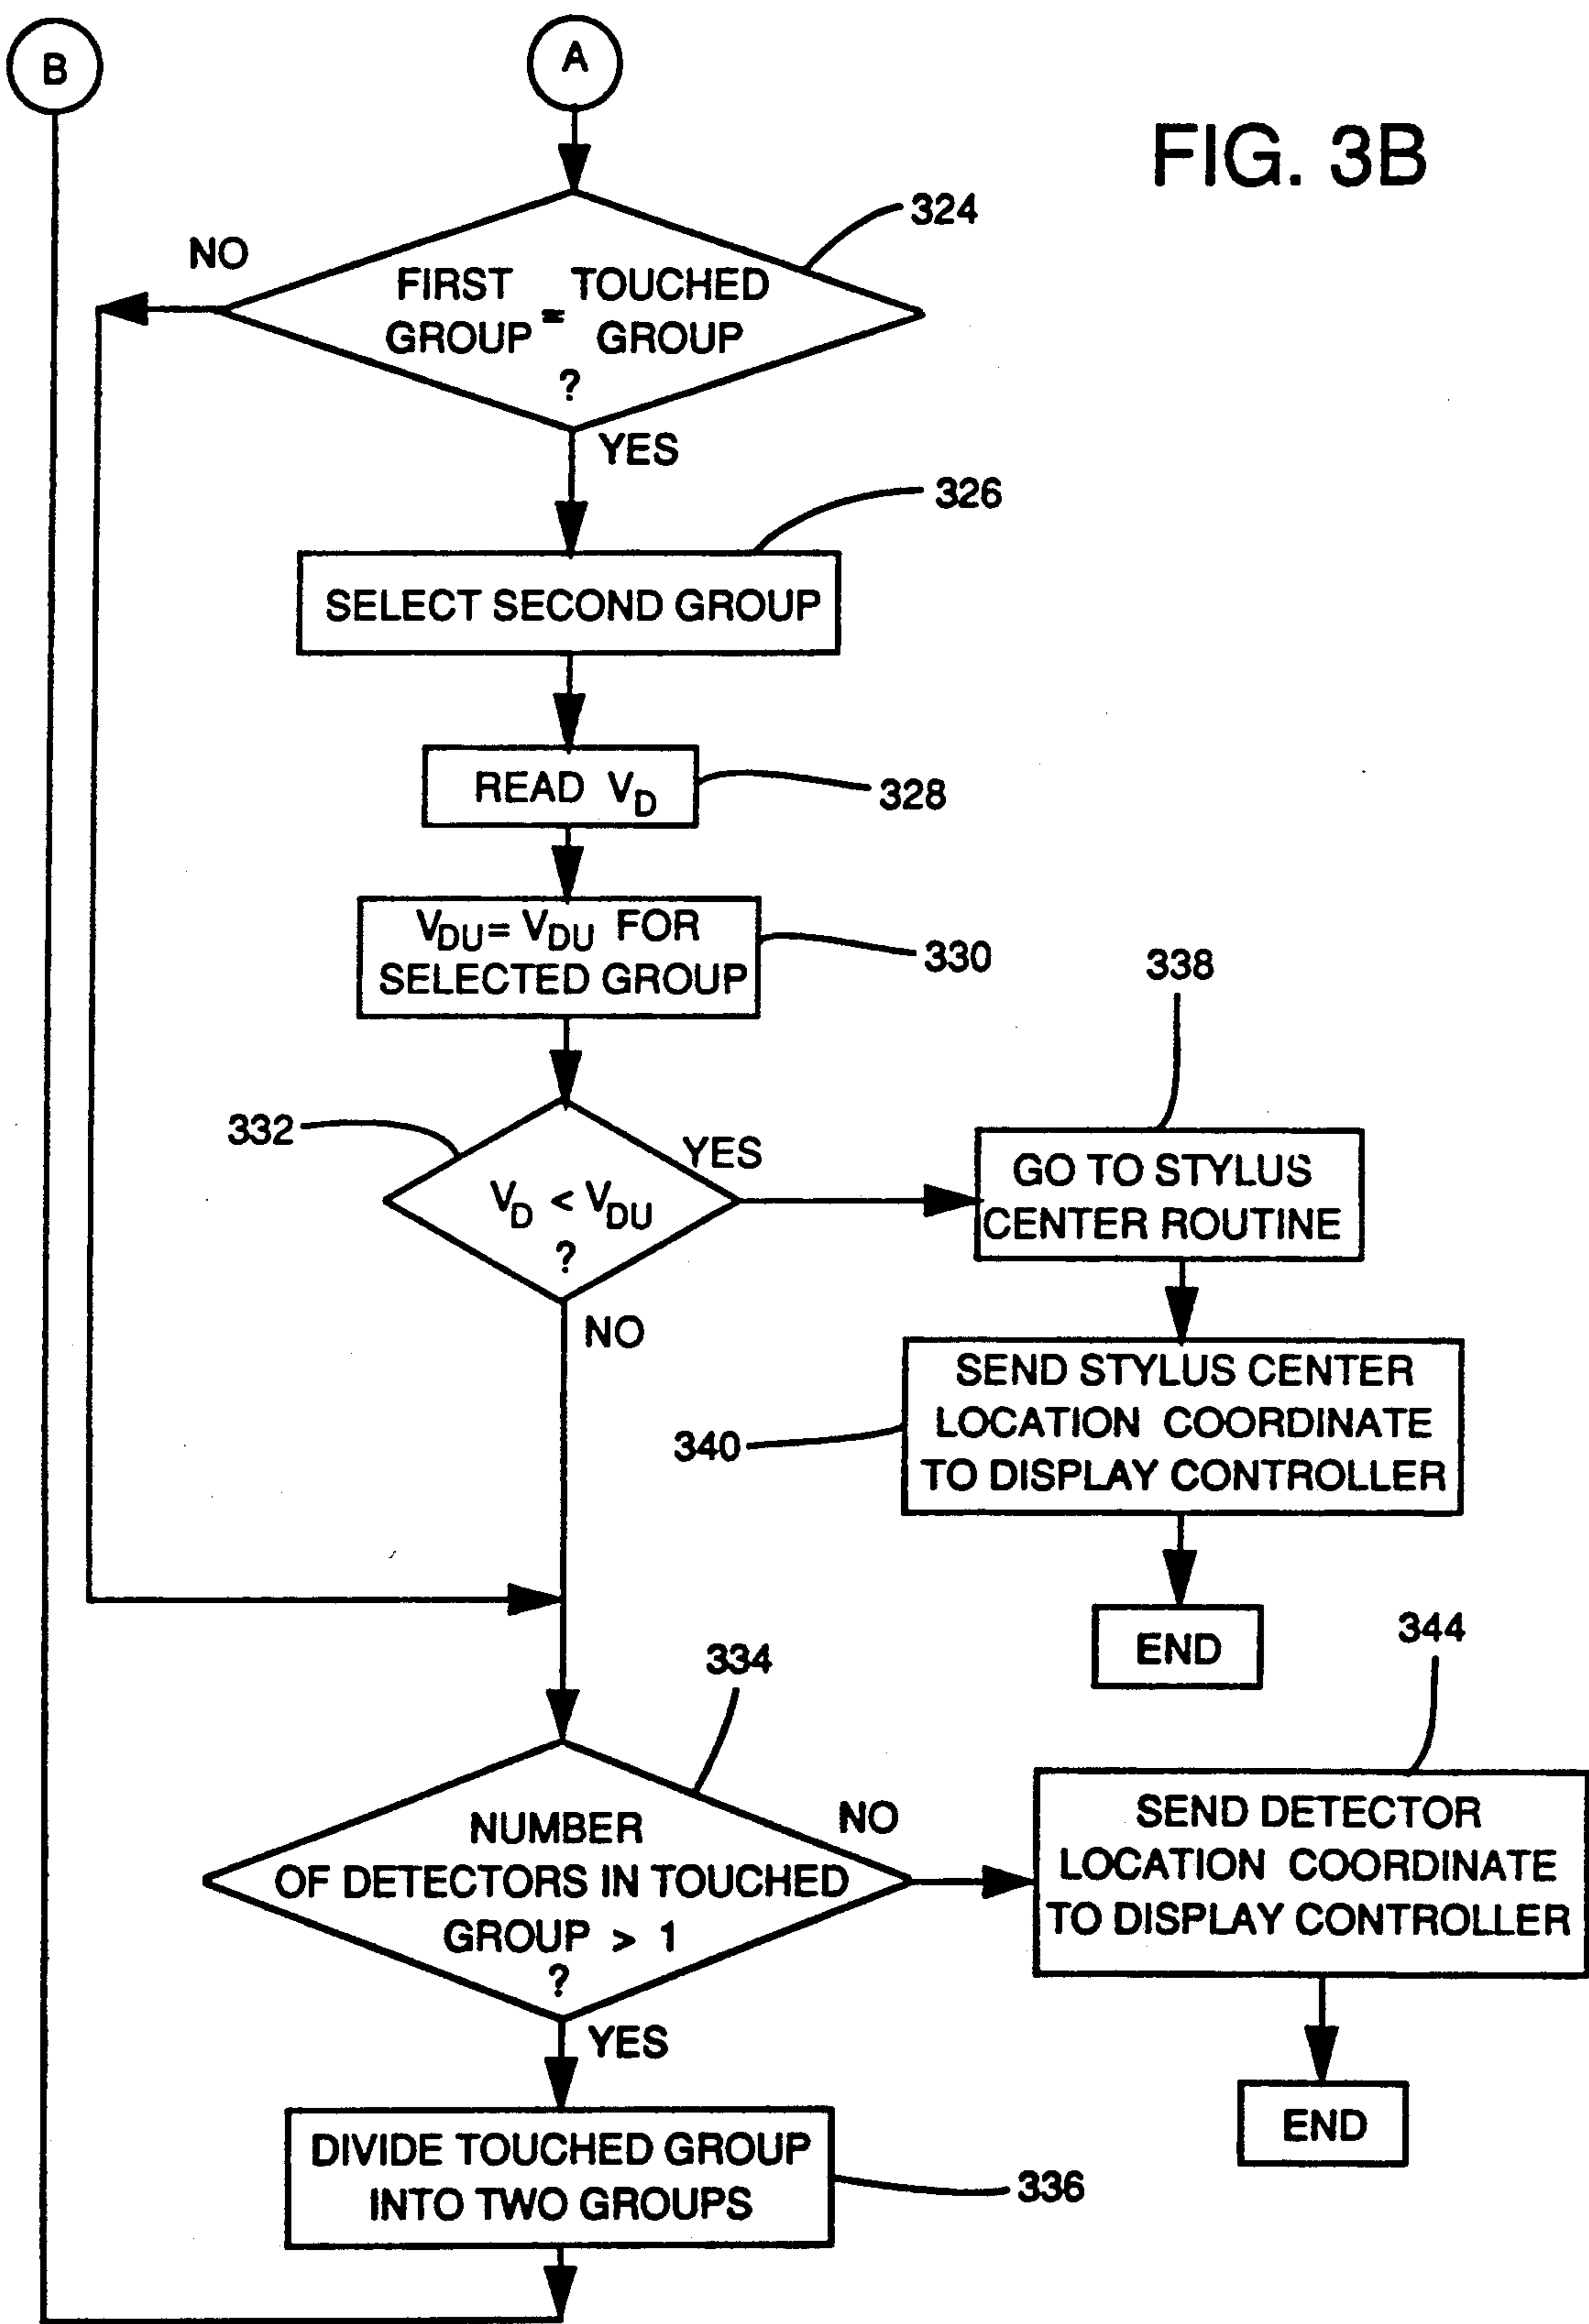 B
A
FIG. 3B
324
NO
FIRST GROUP = TOUCHED GROUP
?
YES
326
SELECT SECOND GROUP
READ V_D
328
V_DU = V_DU FOR
SELECTED GROUP
330
338
332
YES
V_D < V_DU
?
GO TO STYLUS
CENTER ROUTINE
NO
SEND STYLUS CENTER
LOCATION COORDINATE
TO DISPLAY CONTROLLER
340
END
334
344
NUMBER
OF DETECTORS IN TOUCHED
GROUP > 1
?
NO
SEND DETECTOR
LOCATION COORDINATE
TO DISPLAY CONTROLLER
YES
END
DIVIDE TOUCHED GROUP
INTO TWO GROUPS
336